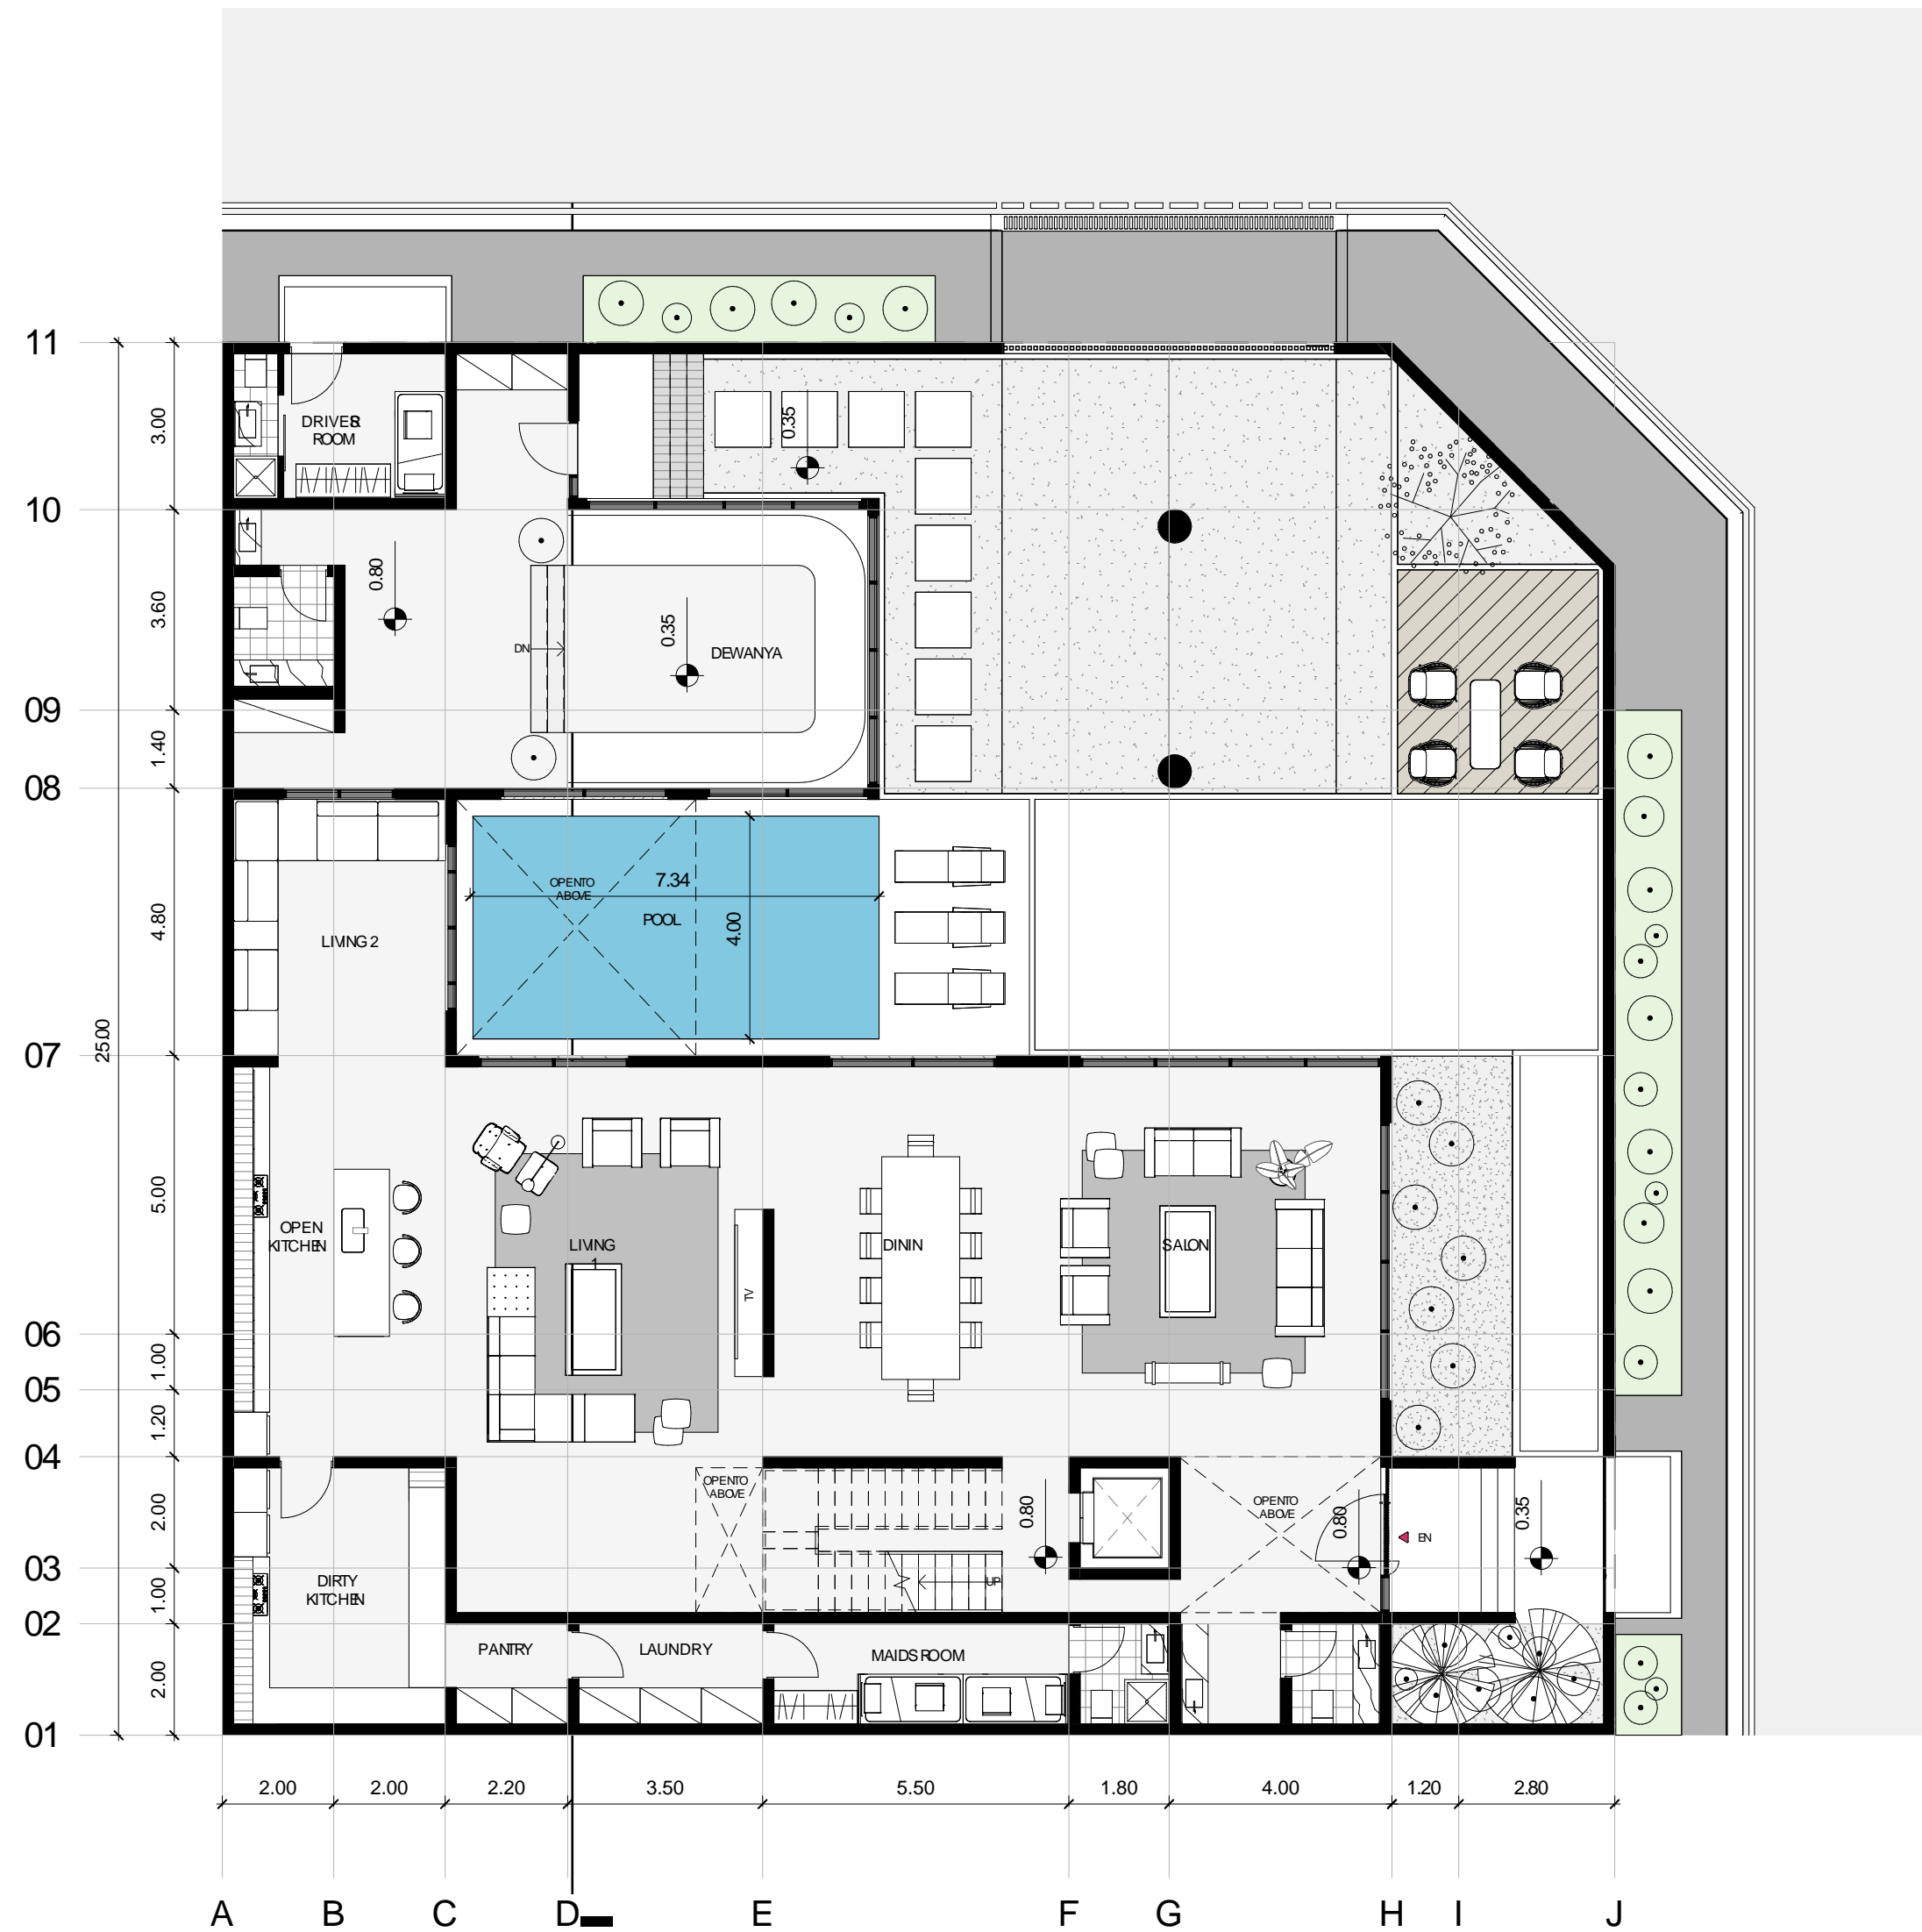 11
3.00
DRIVER
ROOM
0.35
10
0.80
3.60
0.35
DN
DEWANYA
09
1.40
08
OPEN TO
ABOVE
7.34
POOL
4.00
4.80
LIVING 2
25.00
07
5.00
OPEN
KITCHEN
LIVING
1
TV
DININ
SALON
06
1.00
05
1.20
04
OPEN TO
ABOVE
2.00
0.80
OPEN TO
ABOVE
0.80
EN
0.35
03
DIRTY
KITCHEN
UP
1.00
02
PANTRY
LAUNDRY
MAIDS ROOM
2.00
01
2.00
2.00
2.20
3.50
5.50
1.80
4.00
1.20
2.80
A
B
C
D
E
F
G
H
I
J